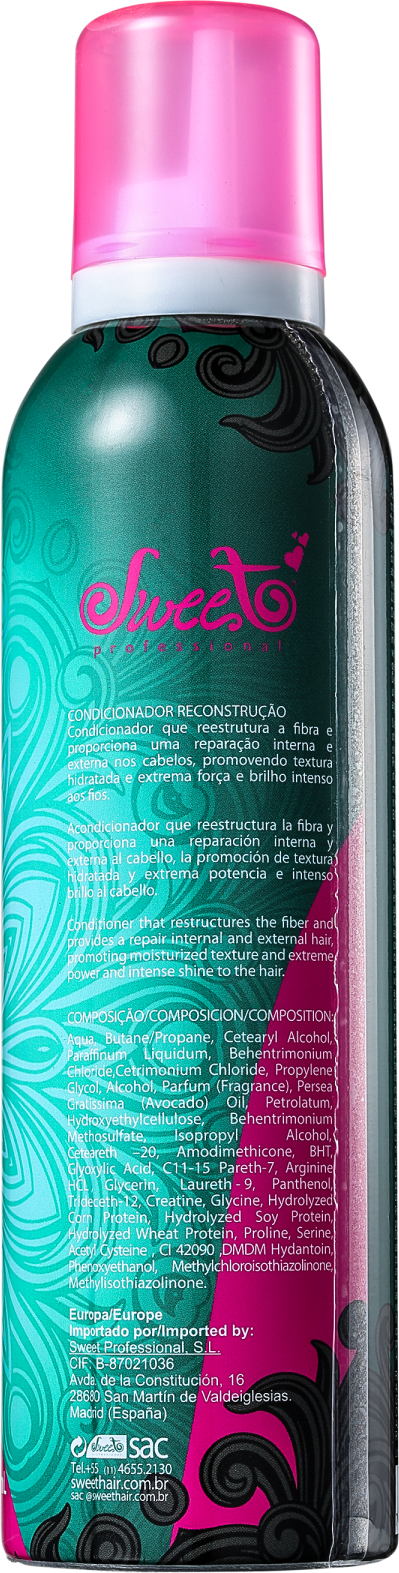 Sweet
professional
CONDICIONADOR RECONSTRUÇÃO
Condicionador que reestrutura a fibra e
proporciona uma reparação interna e
externa nos cabelos, promovendo textura
hidratada e extrema força e brilho intenso
aos fios.
Acondicionador que reestructura la fibra y
proporciona una reparación interna y
externa al cabello, la promoción de textura
hidratada y extrema potencia e intenso
brillo al cabello.
Conditioner that restructures the fiber and
provides a repair internal and external hair,
promoting moisturized texture and extreme
power and intense shine to the hair.
COMPOSIÇÃO/COMPOSICION/COMPOSITION:
Aqua, Butane/Propane, Cetearyl Alcohol,
Paraffinum Liquidum, Behentrimonium
Chloride,Cetrimonium Chloride, Propylene
Glycol, Alcohol, Parfum (Fragrance), Persea
Gratissima (Avocado) Oil, Petrolatum,
Hydroxyethylcellulose, Behentrimonium
Methosulfate, Isopropyl Alcohol,
Ceteareth –20, Amodimethicone, BHT,
Glyoxylic Acid, C11-15 Pareth-7, Arginine
HCL, Glycerin, Laureth - 9, Panthenol,
Trideceth-12, Creatine, Glycine, Hydrolyzed
Corn Protein, Hydrolyzed Soy Protein,
Hydrolyzed Wheat Protein, Proline, Serine,
Acetyl Cysteine , CI 42090 ,DMDM Hydantoin,
Phenoxyethanol, Methylchloroisothiazolinone,
Methylisothiazolinone.
Europa/Europe
Importado por/Imported by:
Sweet Professional, S.L.
CIF: B-87021036
Avda. de la Constitución, 16
28680 San Martín de Valdeiglesias.
Madrid (España)
Sweet sac
Tel.+55 (11) 4655.2130
sweethair.com.br
sac @sweethair.com.br